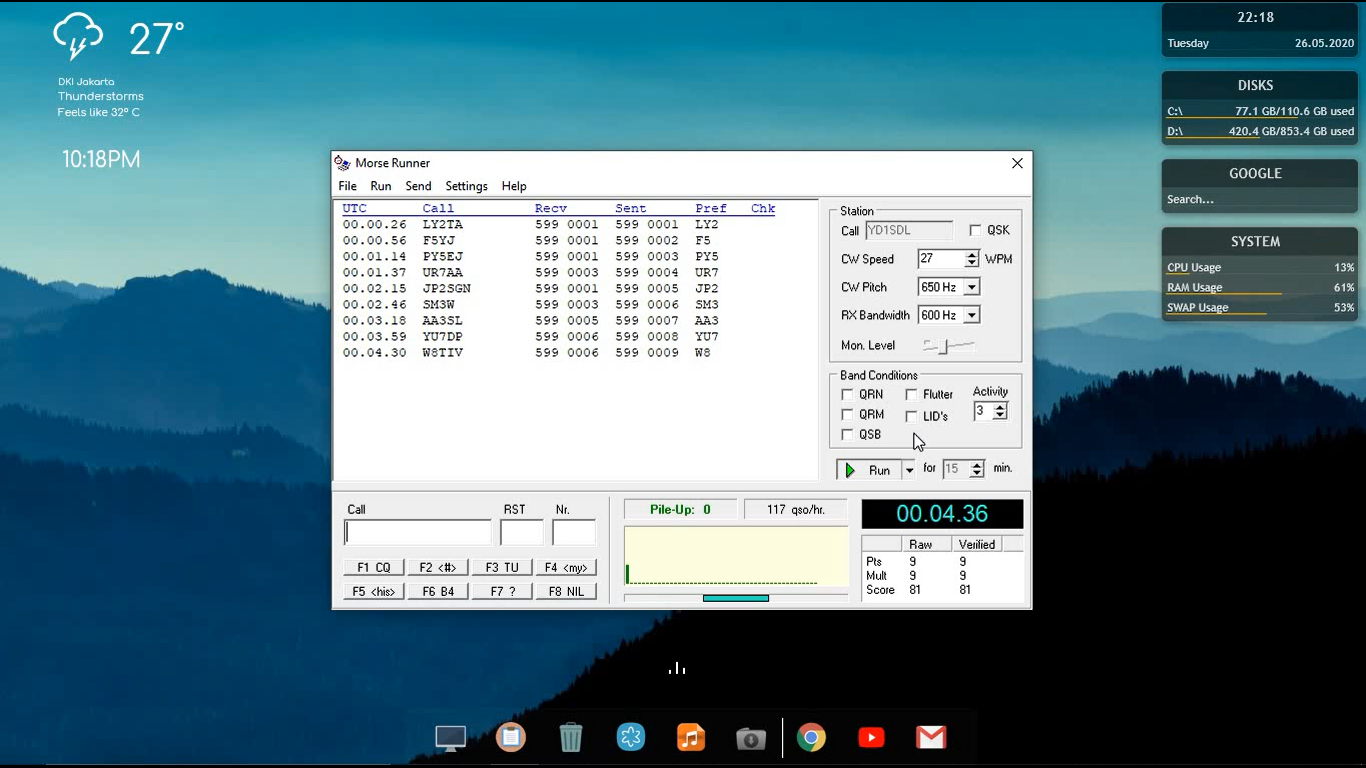 27°
DKI Jakarta
Thunderstorms
Feels like 32° C
10:18PM
22:18
Tuesday 26.05.2020
DISKS
C:\ 77.1 GB/110.6 GB used
D:\ 420.4 GB/853.4 GB used
GOOGLE
Search...
SYSTEM
CPU Usage 13%
RAM Usage 61%
SWAP Usage 53%
Morse Runner
File Run Send Settings Help
UTC Call Recv Sent Pref Chk
00.00.26 LY2TA 599 0001 599 0001 LY2
00.00.56 F5YJ 599 0001 599 0002 F5
00.01.14 PY5EJ 599 0001 599 0003 PY5
00.01.37 UR7AA 599 0003 599 0004 UR7
00.02.15 JP2SGN 599 0001 599 0005 JP2
00.02.46 SM3W 599 0003 599 0006 SM3
00.03.18 AA3SL 599 0005 599 0007 AA3
00.03.59 YU7DP 599 0006 599 0008 YU7
00.04.30 W8TIV 599 0006 599 0009 W8
Station
Call YD1SDL QSK
CW Speed 27 WPM
CW Pitch 650 Hz
RX Bandwidth 600 Hz
Mon. Level
Band Conditions
QRN Flutter Activity
QRM LID's 3
QSB
Run for 15 min.
Call RST Nr.
F1 CQ F2 <#> F3 TU F4 <my>
F5 <his> F6 B4 F7 ? F8 NIL
Pile-Up: 0 117 qso/hr.
00.04.36
Raw Verified
Pts 9 9
Mult 9 9
Score 81 81